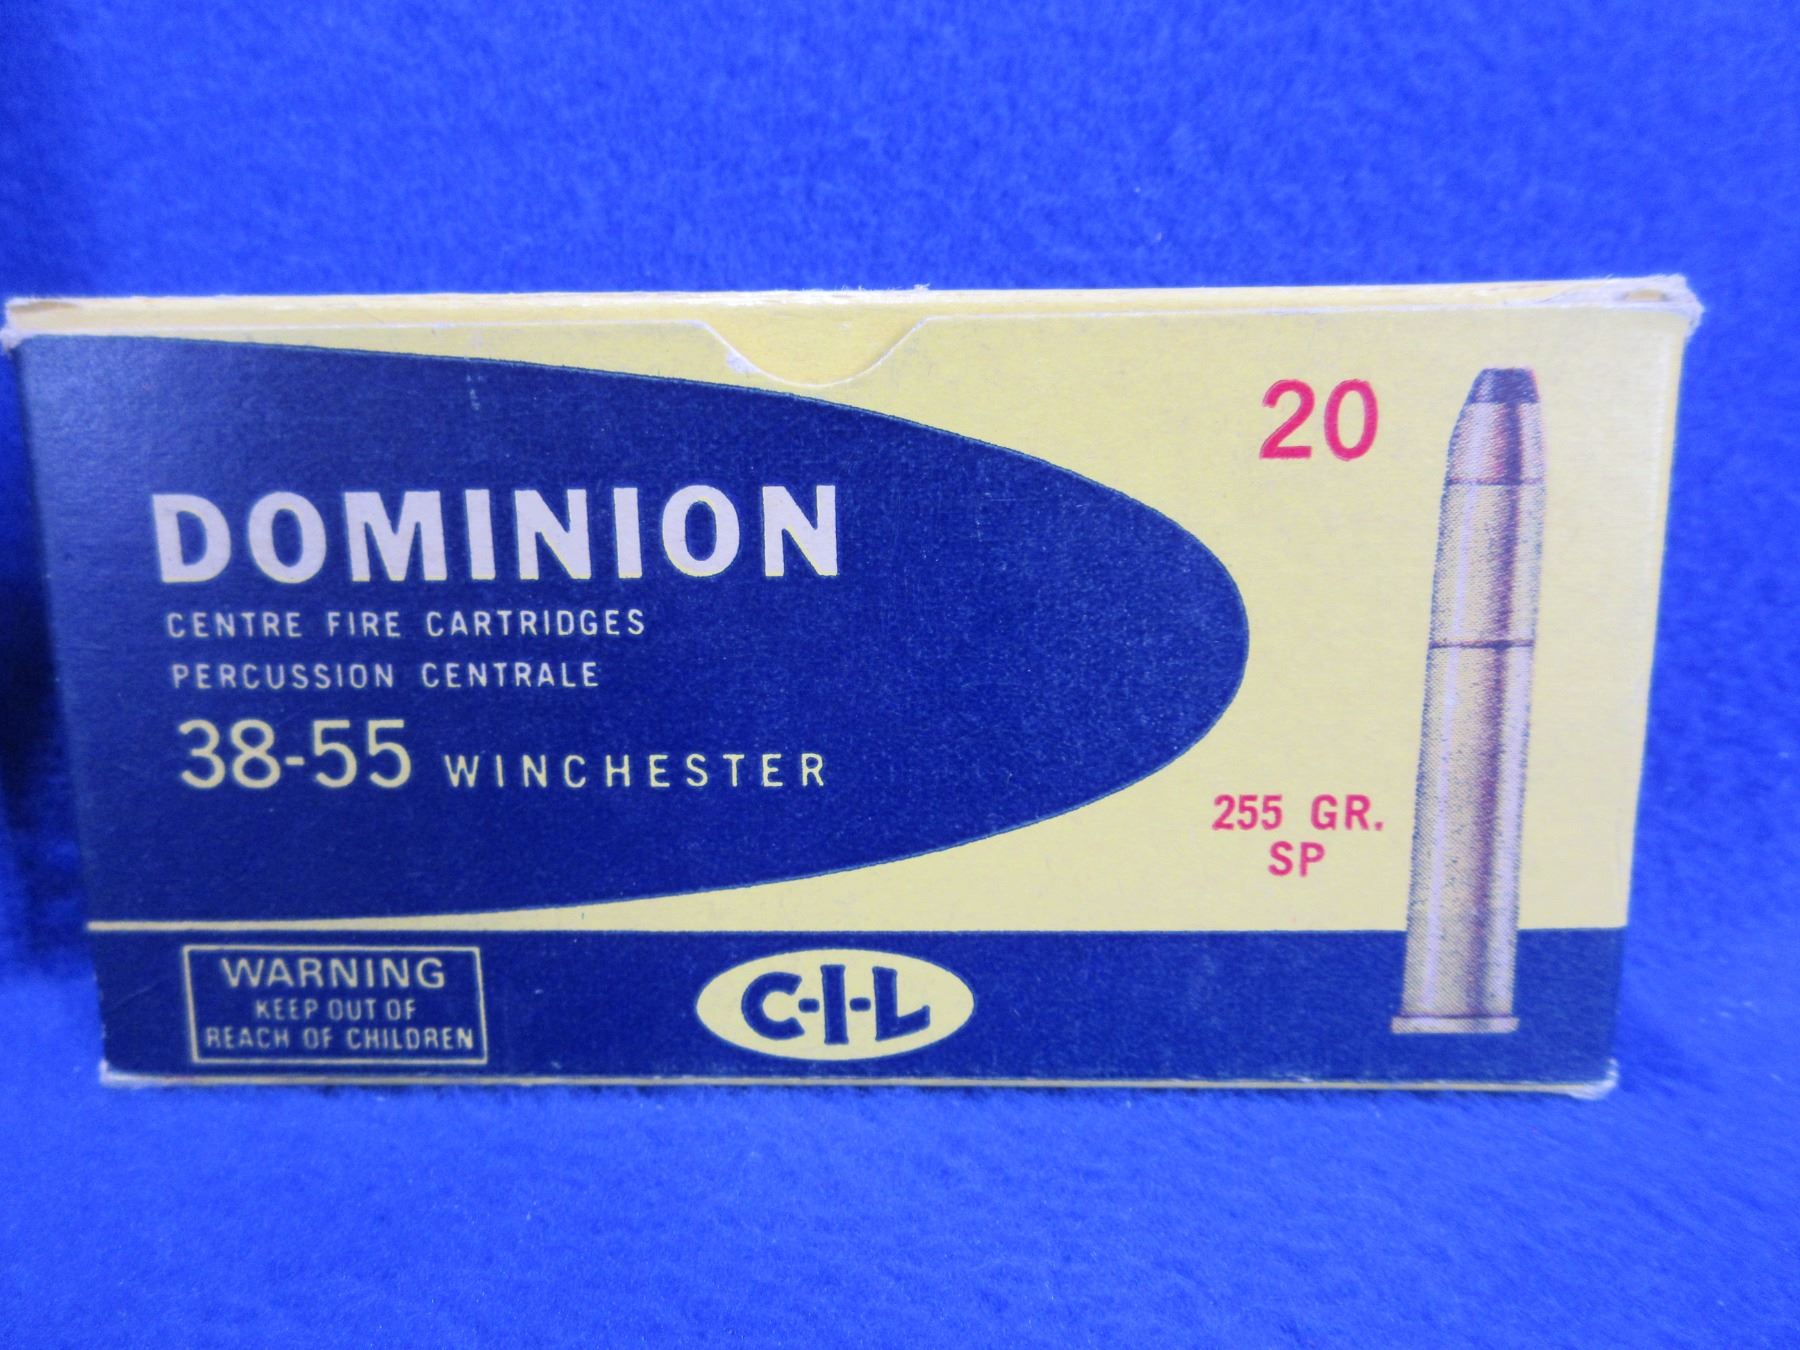 DOMINION
CENTRE FIRE CARTRIDGES
PERCUSSION CENTRALE
38-55 WINCHESTER
20
255 GR.
SP
WARNING
KEEP OUT OF
REACH OF CHILDREN
C-I-L